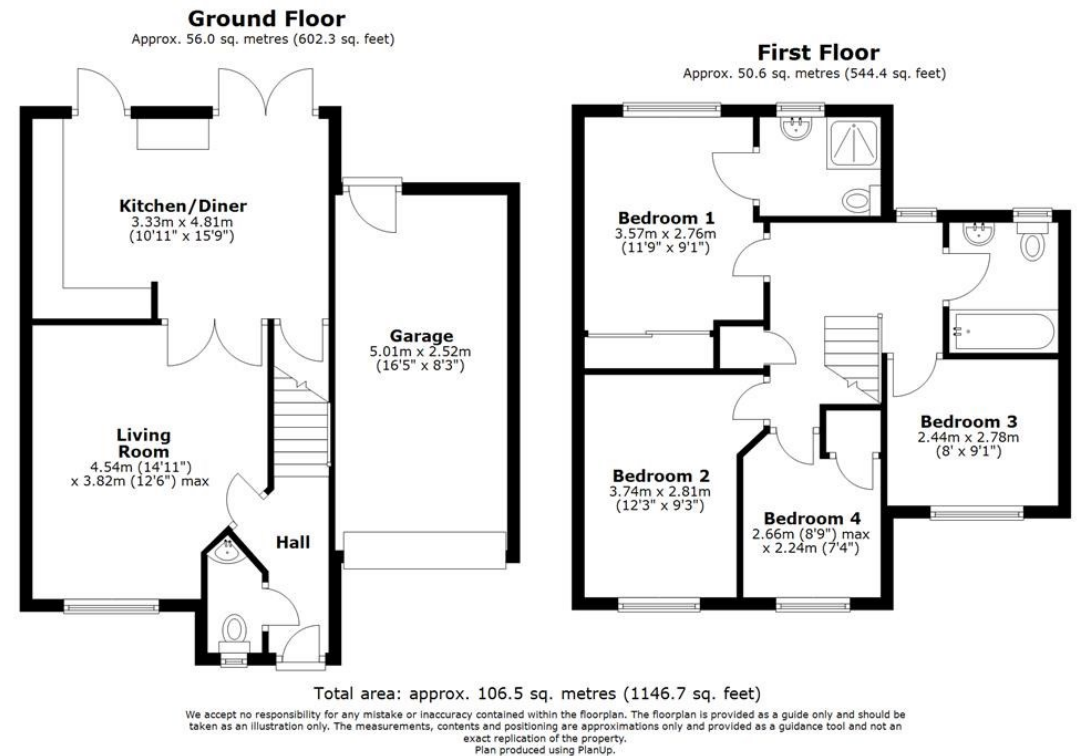 Ground Floor
Approx. 56.0 sq. metres (602.3 sq. feet)
First Floor
Approx. 50.6 sq. metres (544.4 sq. feet)
Kitchen/Diner
3.33m x 4.81m
(10'11" x 15'9")
Garage
5.01m x 2.52m
(16'5" x 8'3")
Living
Room
4.54m (14'11")
x 3.82m (12'6") max
Hall
Bedroom 1
3.57m x 2.76m
(11'9" x 9'1")
Bedroom 2
3.74m x 2.81m
(12'3" x 9'3")
Bedroom 3
2.44m x 2.78m
(8' x 9'1")
Bedroom 4
2.66m (8'9") max
x 2.24m (7'4")
Total area: approx. 106.5 sq. metres (1146.7 sq. feet)
We accept no responsibility for any mistake or inaccuracy contained within the floorplan. The floorplan is provided as a guide only and should be
taken as an illustration only. The measurements, contents and positioning are approximations only and provided as a guidance tool and not an
exact replication of the property.
Plan produced using PlanUp.